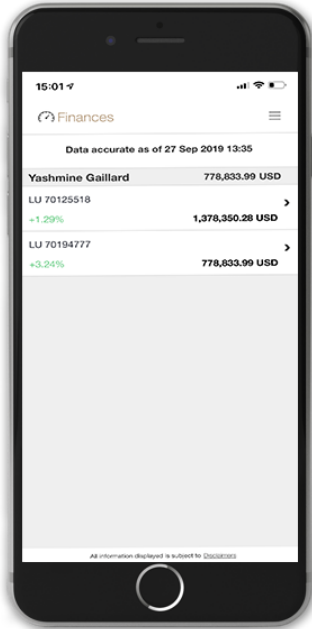 15:01
Finances
Data accurate as of 27 Sep 2019 13:35
Yashmine Gaillard 778,833.99 USD
LU 70125518
+1.29% 1,378,350.28 USD
LU 70194777
+3.24% 778,833.99 USD
All information displayed is subject to Disclaimers